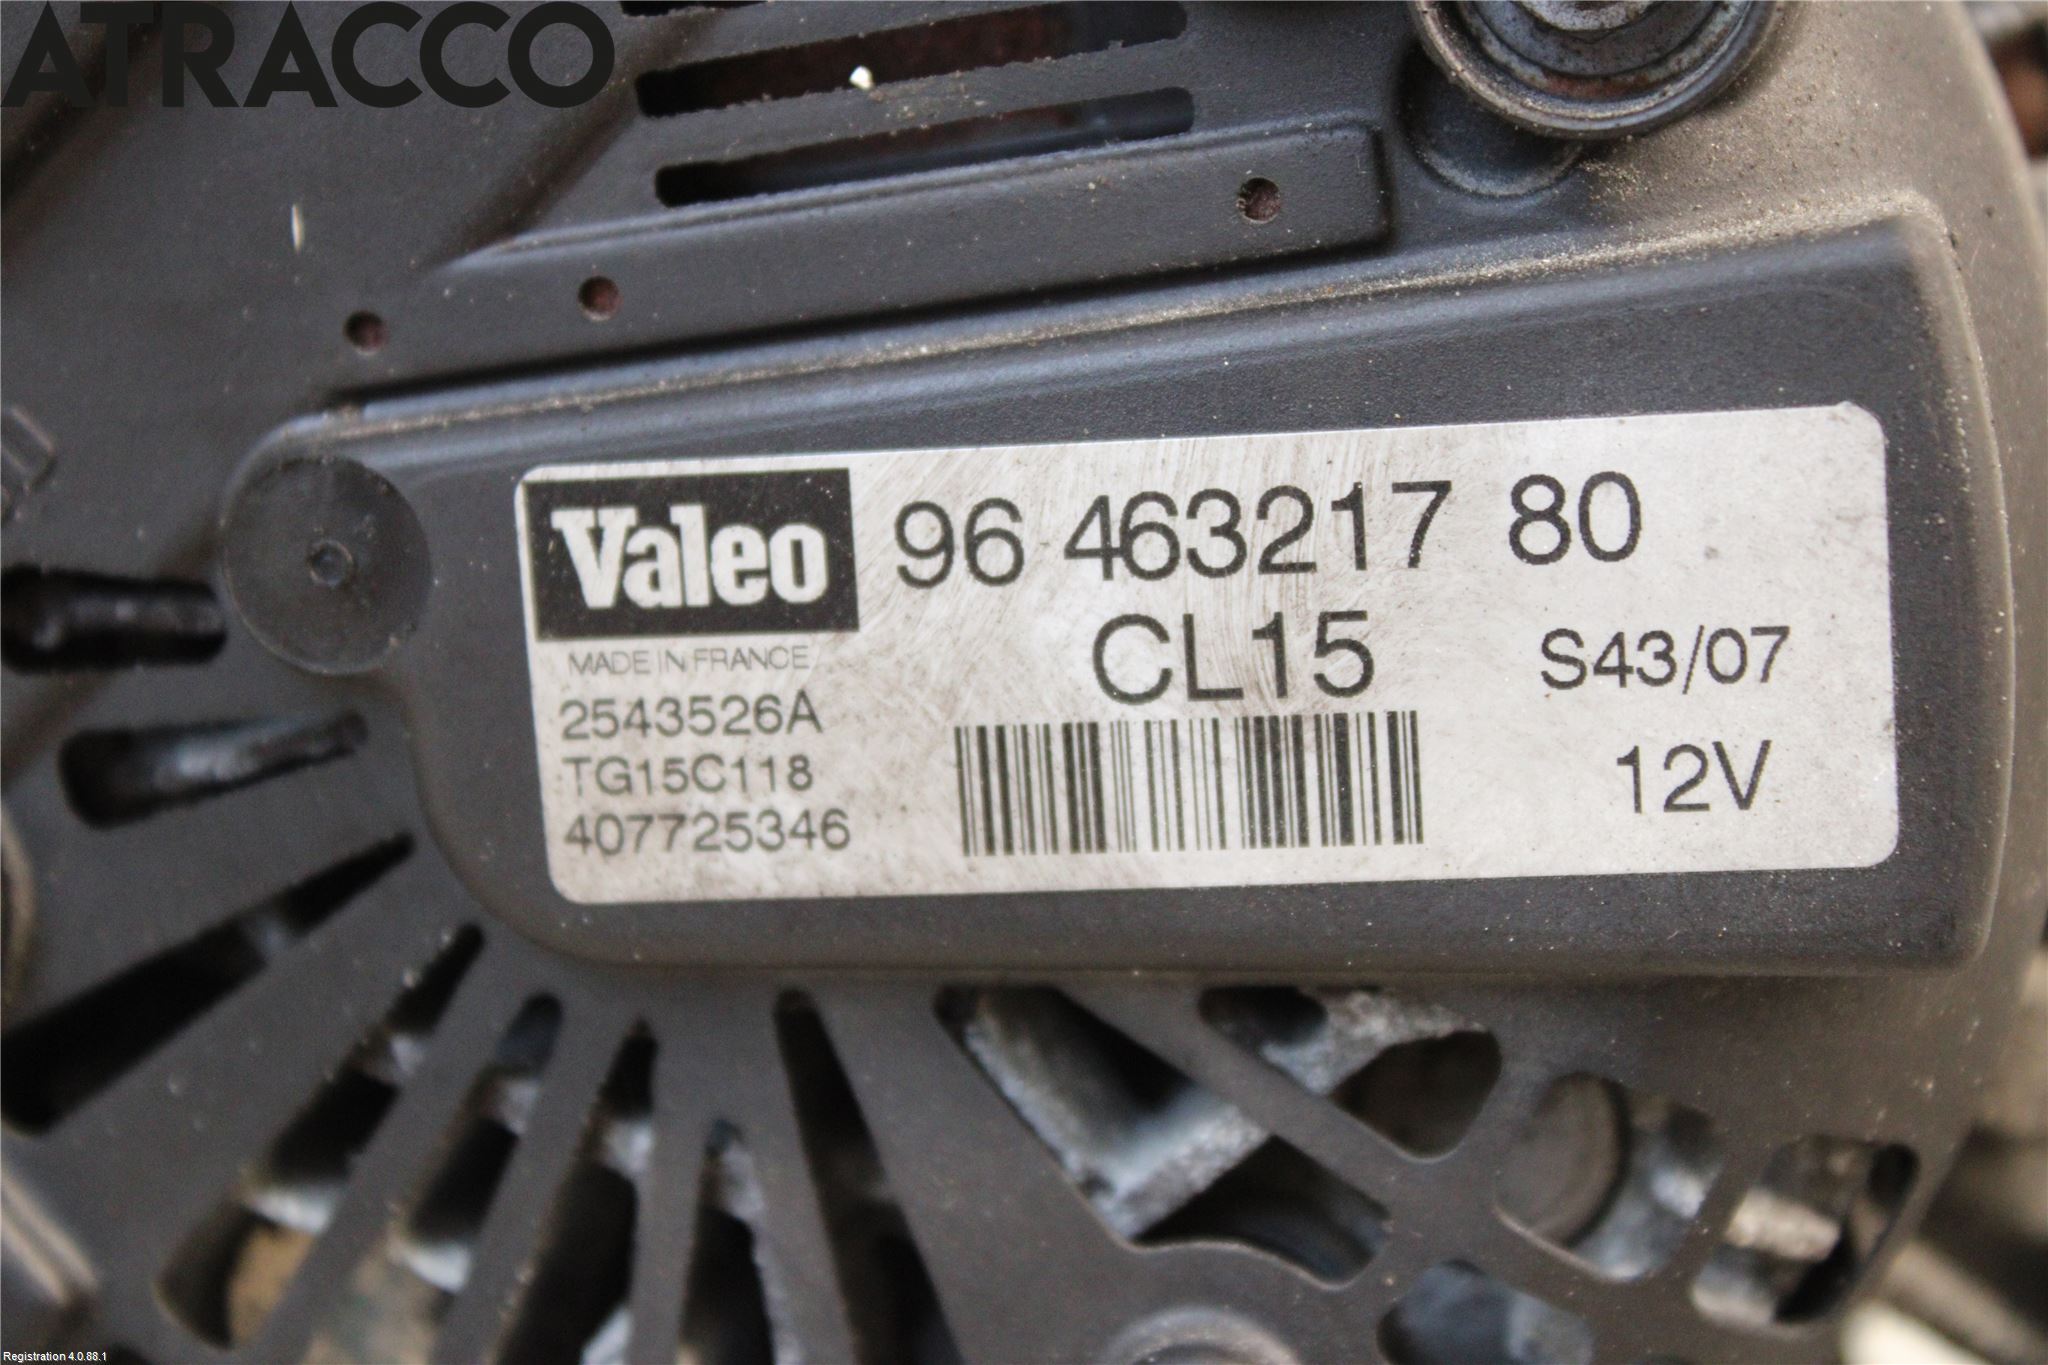 ATRACCO
Valeo 96 463217 80
MADE IN FRANCE CL15 S43/07
2543526A
TG15C118 12V
407725346
Registration 4.0.88.1